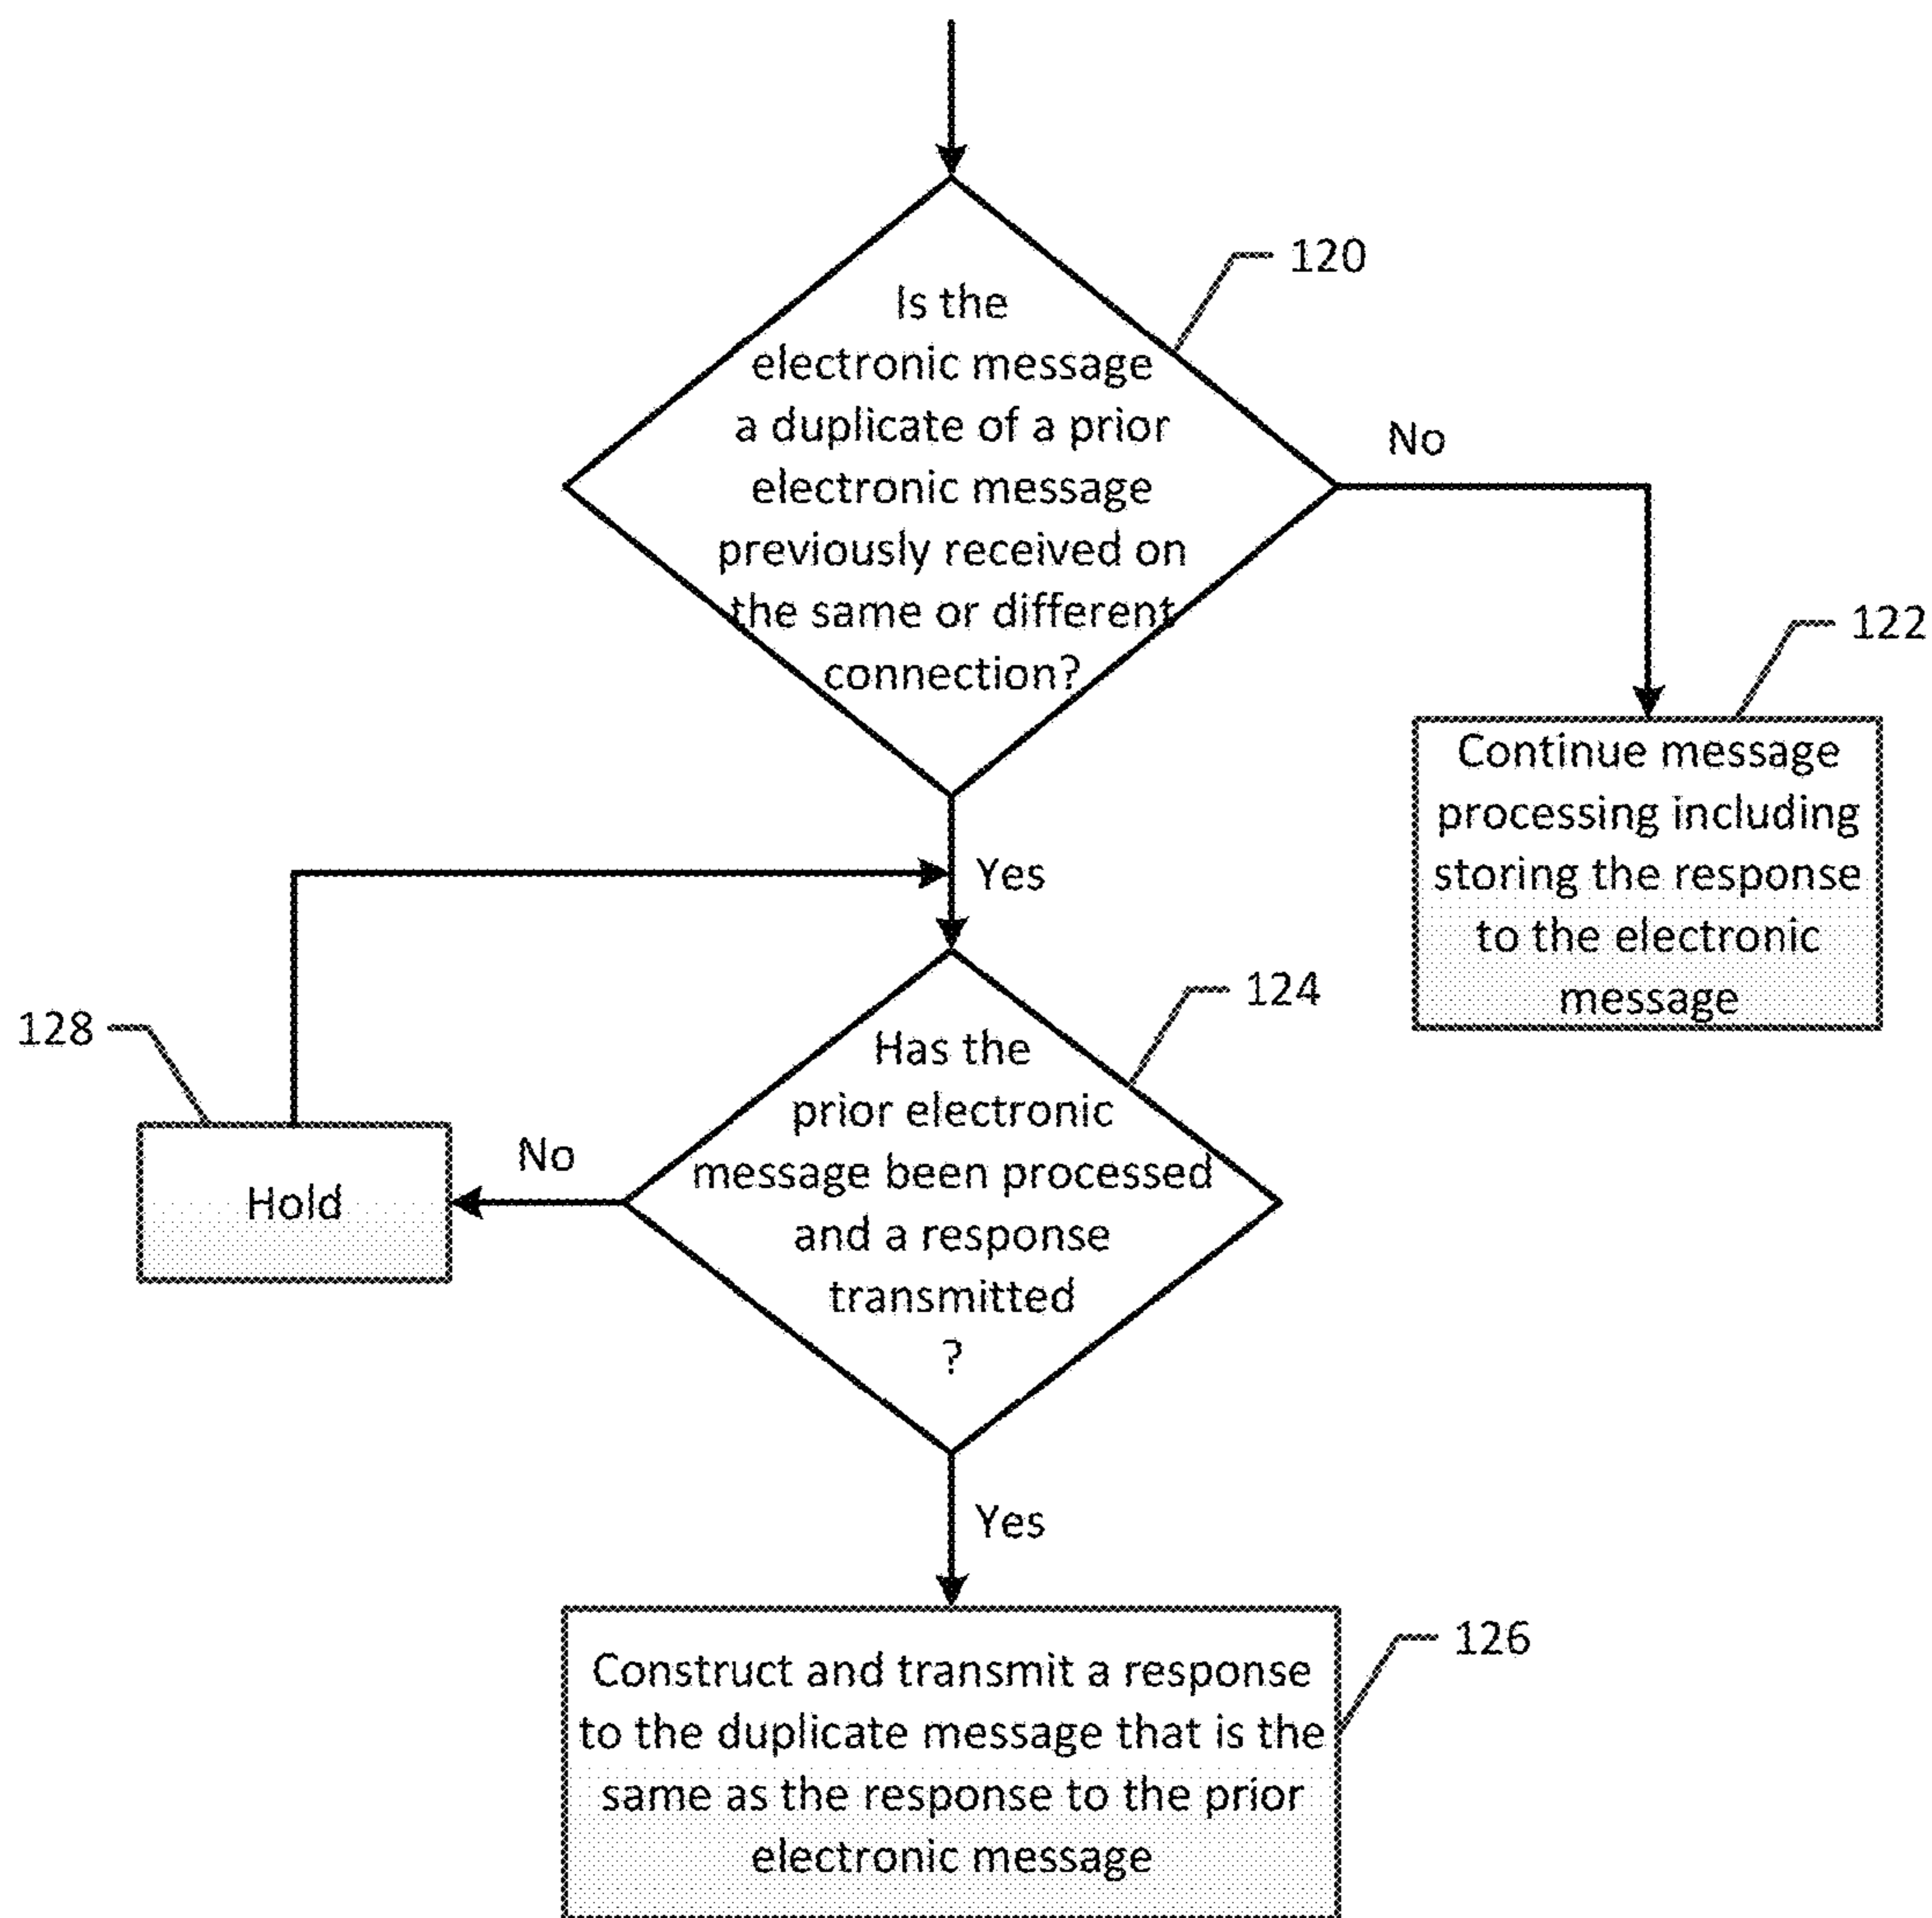 Is the
electronic message
a duplicate of a prior
electronic message
previously received on
the same or different
connection?
120
No
122
Continue message
processing including
storing the response
to the electronic
message
Yes
124
Has the
prior electronic
message been processed
and a response
transmitted
?
No
128
Hold
Yes
126
Construct and transmit a response
to the duplicate message that is the
same as the response to the prior
electronic message